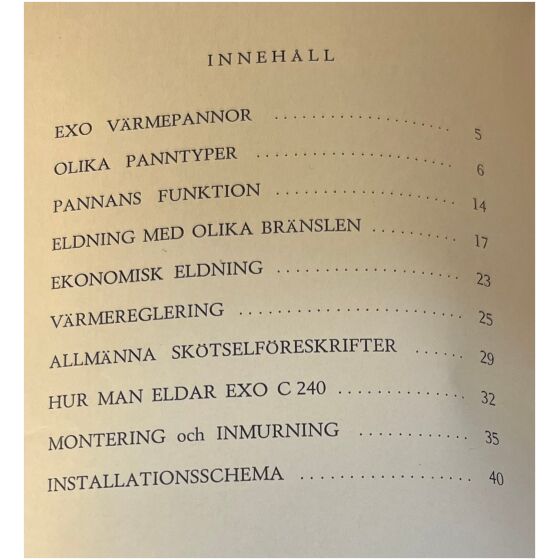 INNEHÅLL
EXO VÄRMEPANNOR .................... 5
OLIKA PANNTYPER .................... 6
PANNANS FUNKTION .................. 14
ELDNING MED OLIKA BRÄNSLEN ......... 17
EKONOMISK ELDNING .................. 23
VÄRMEREGLERING ...................... 25
ALLMÄNNA SKÖTSELFÖRESKRIFTER ...... 29
HUR MAN ELDAR EXO C 240 .............. 32
MONTERING och INMURNING ............ 35
INSTALLATIONSSCHEMA .................. 40